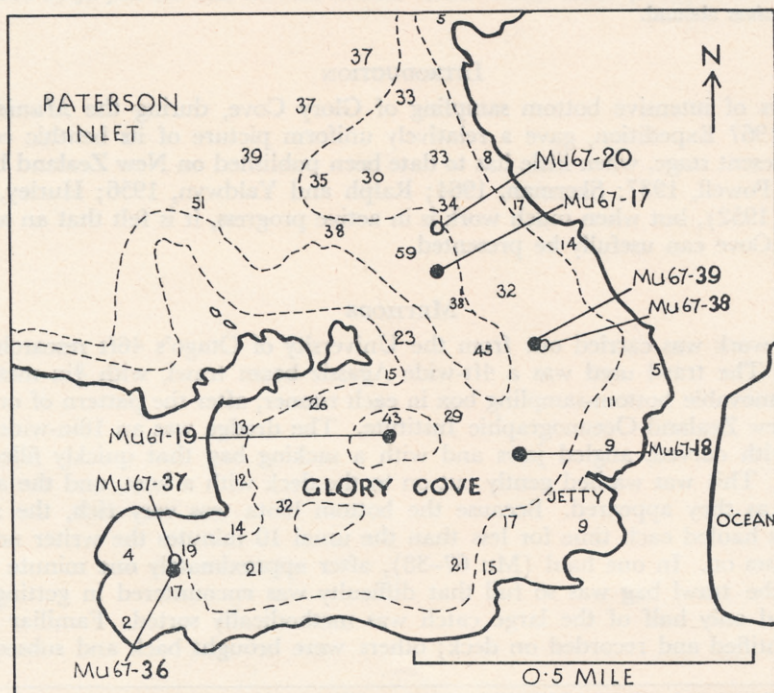 5
37
N
PATERSON
INLET
37
33
39
33
8
Mu67-20
35
30
17
51
34
Mu67-17
38
14
59
Mu67-39
38
32
Mu67-38
23
45
5
15
11
26
13
43
29
Mu67-19
9
Mu67-18
Mu67-37
12
GLORY COVE
JETTY
32
14
17
9
OCEAN
4
19
21
21
15
17
2
Mu67-36
0·5 MILE